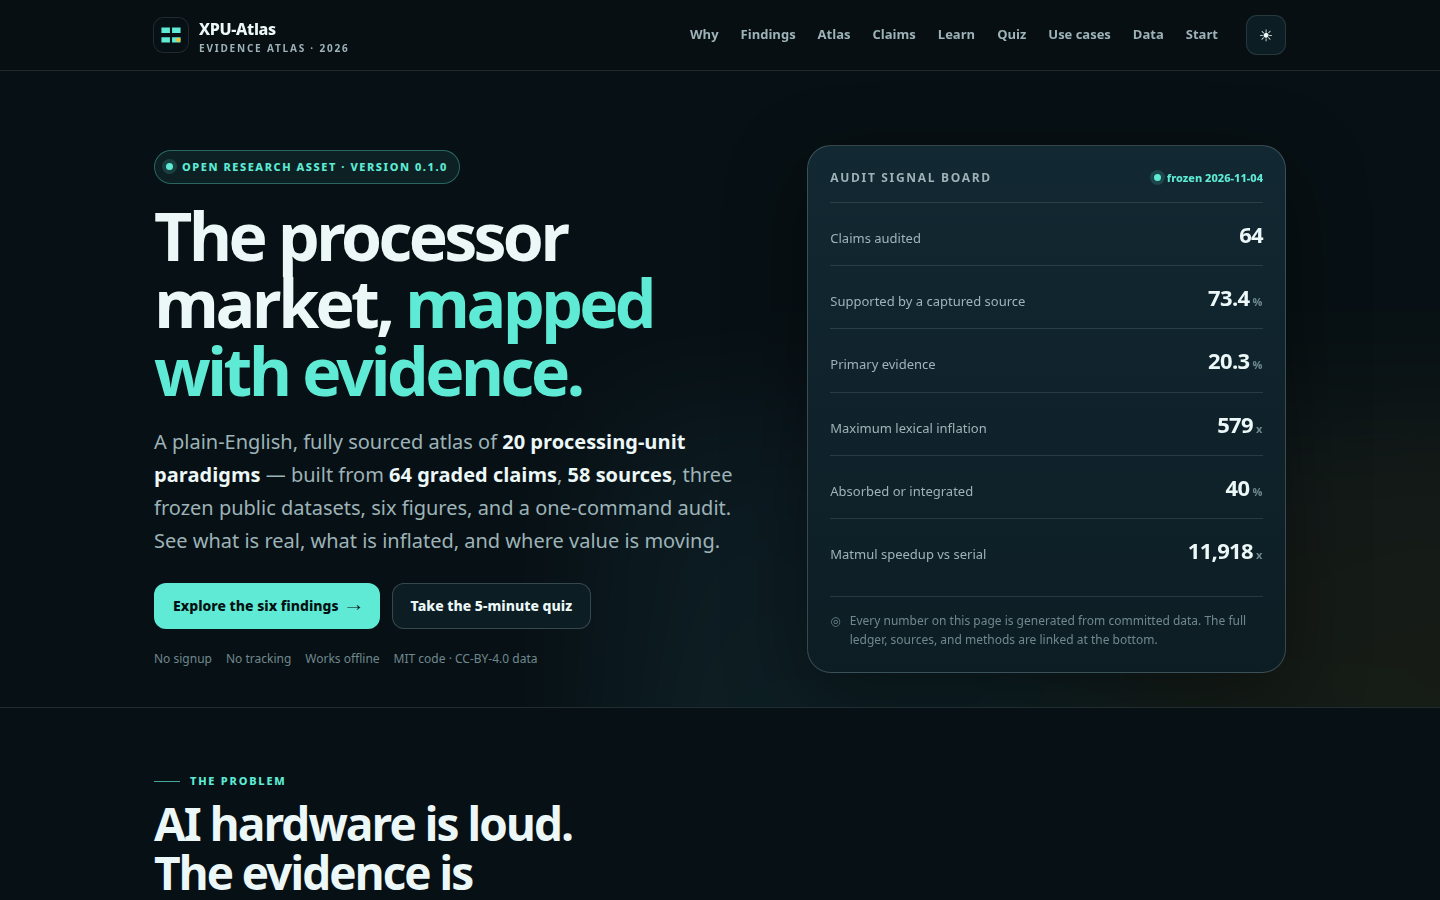 XPU-Atlas
EVIDENCE ATLAS · 2026
Why Findings Atlas Claims Learn Quiz Use cases Data Start
OPEN RESEARCH ASSET · VERSION 0.1.0
The processor
market, mapped
with evidence.
A plain-English, fully sourced atlas of 20 processing-unit
paradigms — built from 64 graded claims, 58 sources, three
frozen public datasets, six figures, and a one-command audit.
See what is real, what is inflated, and where value is moving.
Explore the six findings →
Take the 5-minute quiz
No signup No tracking Works offline MIT code · CC-BY-4.0 data
AUDIT SIGNAL BOARD
frozen 2026-11-04
Claims audited 64
Supported by a captured source 73.4 %
Primary evidence 20.3 %
Maximum lexical inflation 579 x
Absorbed or integrated 40 %
Matmul speedup vs serial 11,918 x
◎ Every number on this page is generated from committed data. The full
ledger, sources, and methods are linked at the bottom.
THE PROBLEM
AI hardware is loud.
The evidence is